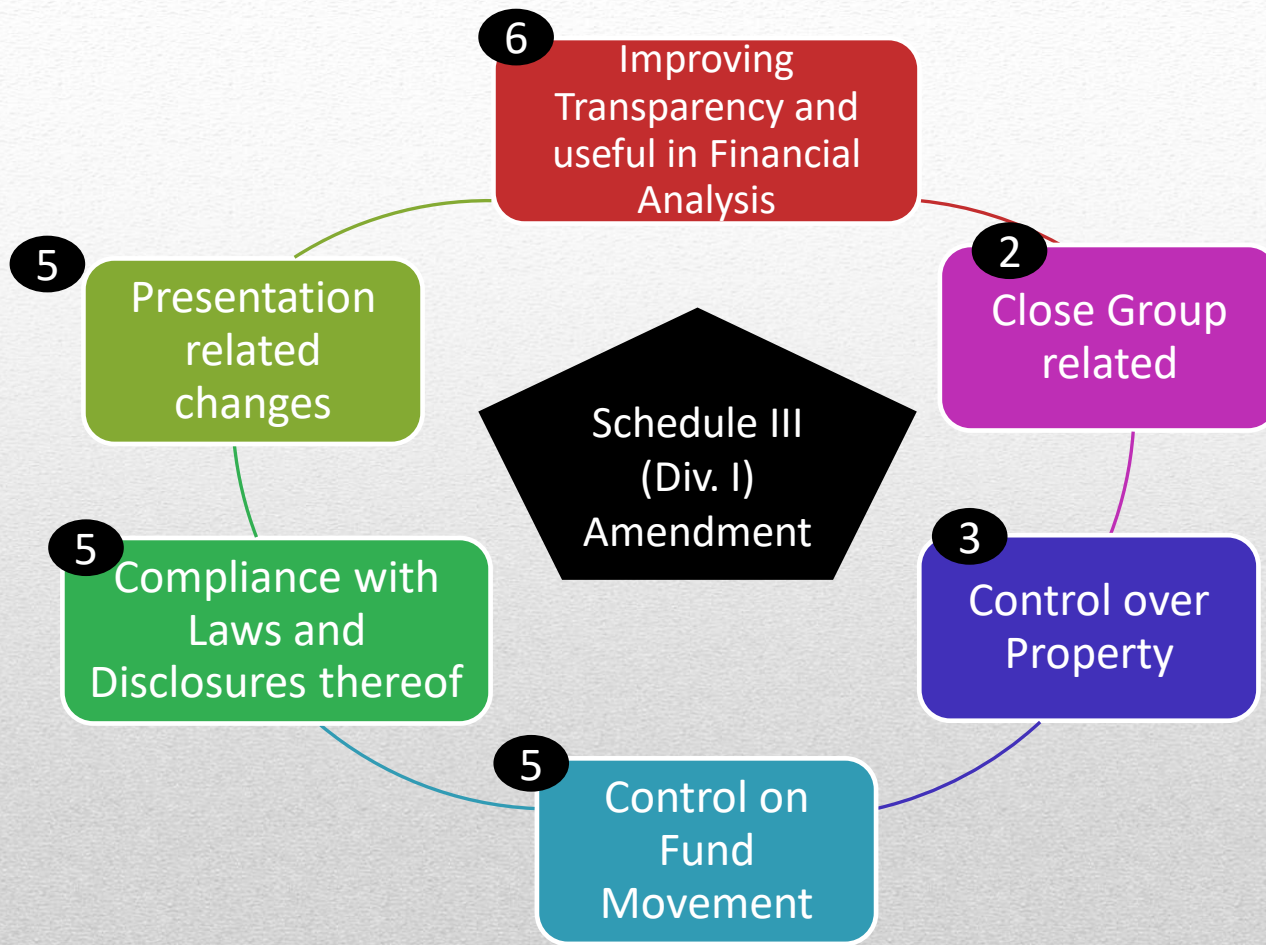 6
Improving
Transparency and
useful in Financial
Analysis
2
Close Group
related
3
Control over
Property
5
Control on
Fund
Movement
5
Compliance with
Laws and
Disclosures thereof
5
Presentation
related
changes
Schedule III
(Div. I)
Amendment